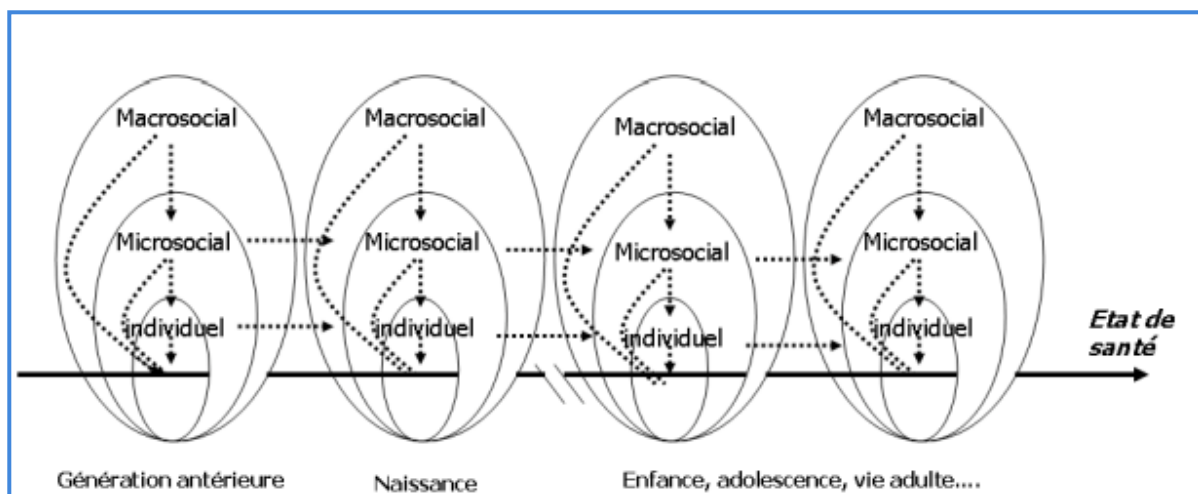 Macrosocial Macrosocial Macrosocial Macrosocial
Microsocial Microsocial Microsocial Microsocial
individuel individuel individuel individuel
Etat de
santé
Génération antérieure Naissance Enfance, adolescence, vie adulte....